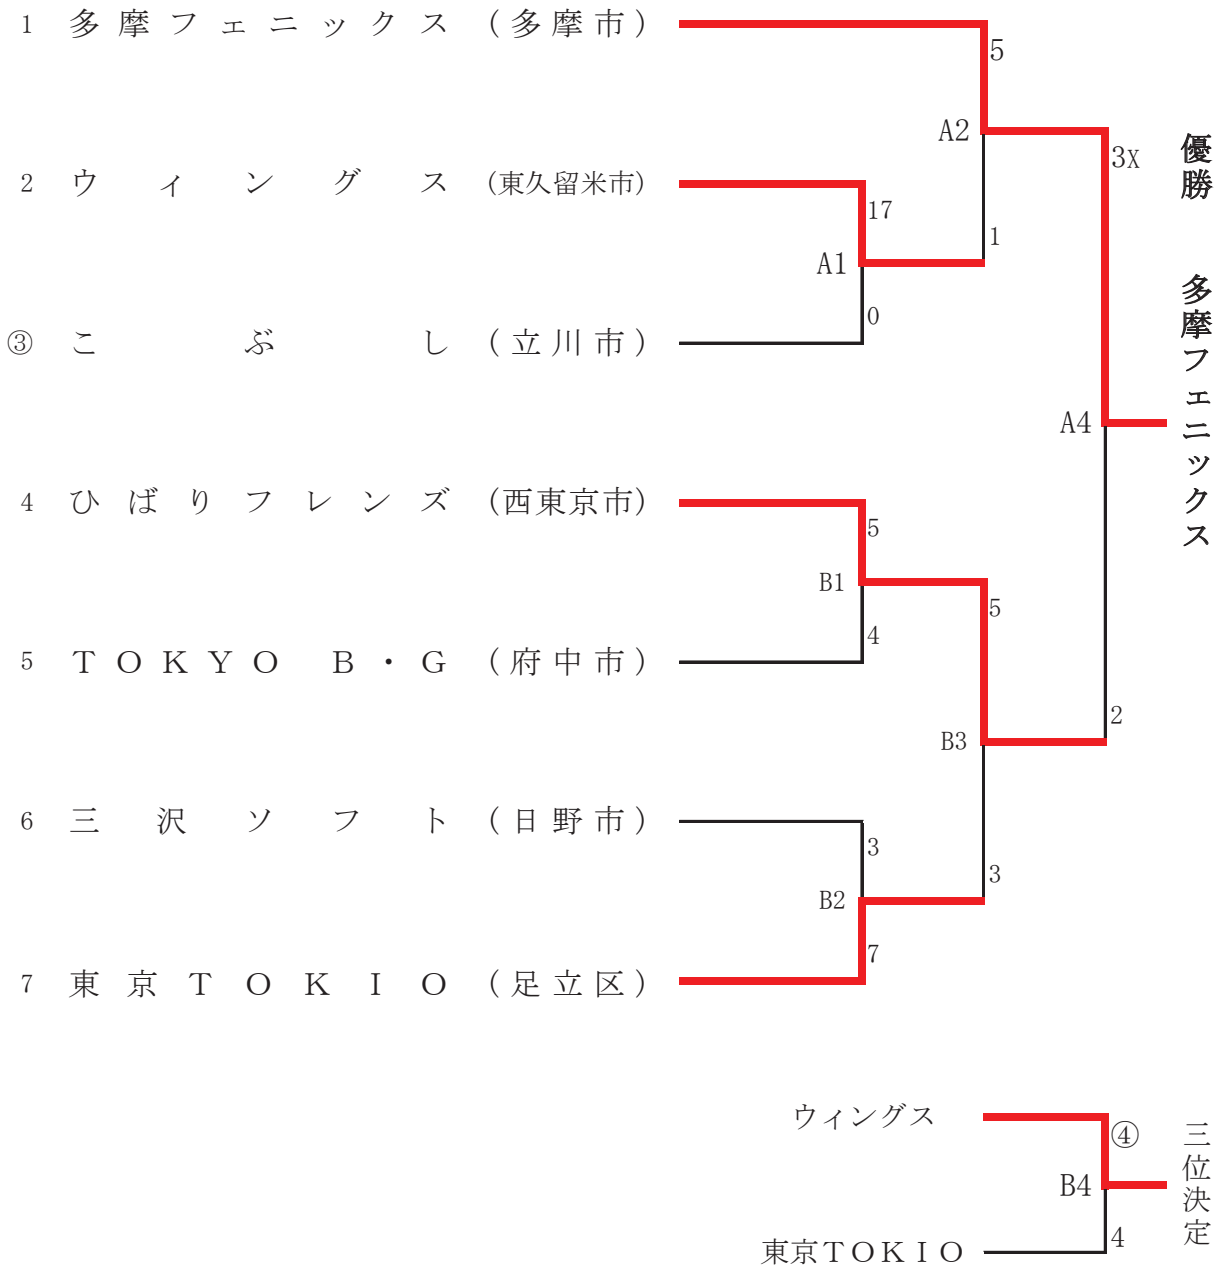 1 多摩フェニックス (多摩市)
5
A2
3X
2 ウィングス (東久留米市)
17
1
A1
0
③ こぶし (立川市)
優勝 多摩フェニックス
A4
4 ひばりフレンズ (西東京市)
5
B1
5
4
5 TOKYO B・G (府中市)
2
B3
6 三沢ソフト (日野市)
3
3
B2
7
7 東京TOKIO (足立区)
ウィングス
④
B4
三位決定
4
東京TOKIO